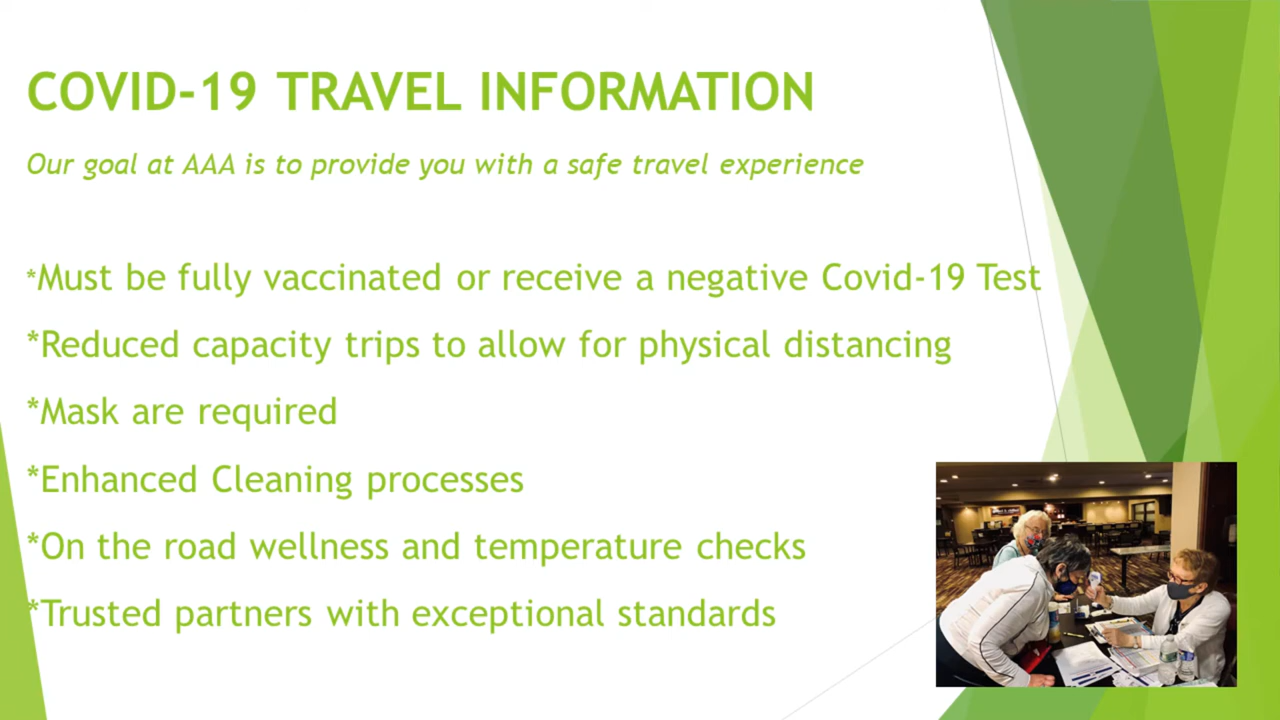 COVID-19 TRAVEL INFORMATION
Our goal at AAA is to provide you with a safe travel experience
*Must be fully vaccinated or receive a negative Covid-19 Test
*Reduced capacity trips to allow for physical distancing
*Mask are required
*Enhanced Cleaning processes
*On the road wellness and temperature checks
*Trusted partners with exceptional standards